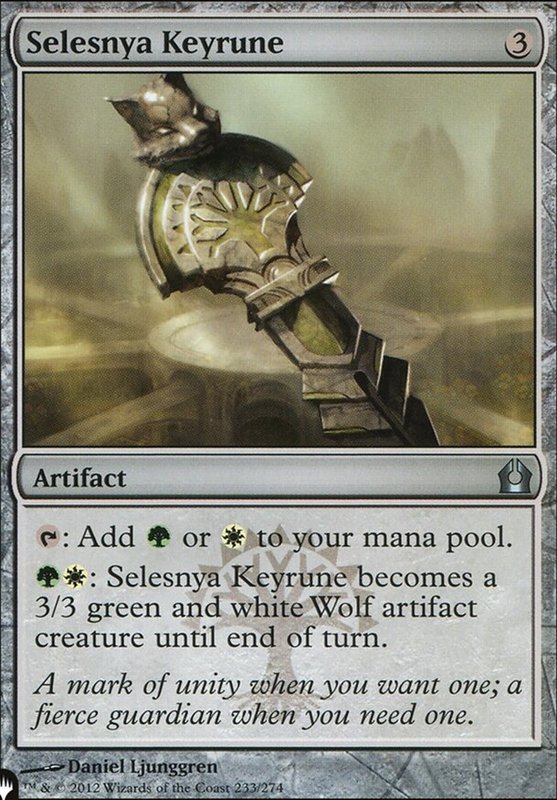 Selesnya Keyrune 3
Artifact
: Add or to your mana pool.
: Selesnya Keyrune becomes a
3/3 green and white Wolf artifact
creature until end of turn.
A mark of unity when you want one; a
fierce guardian when you need one.
Daniel Ljunggren
™ & © 2012 Wizards of the Coast 233/274